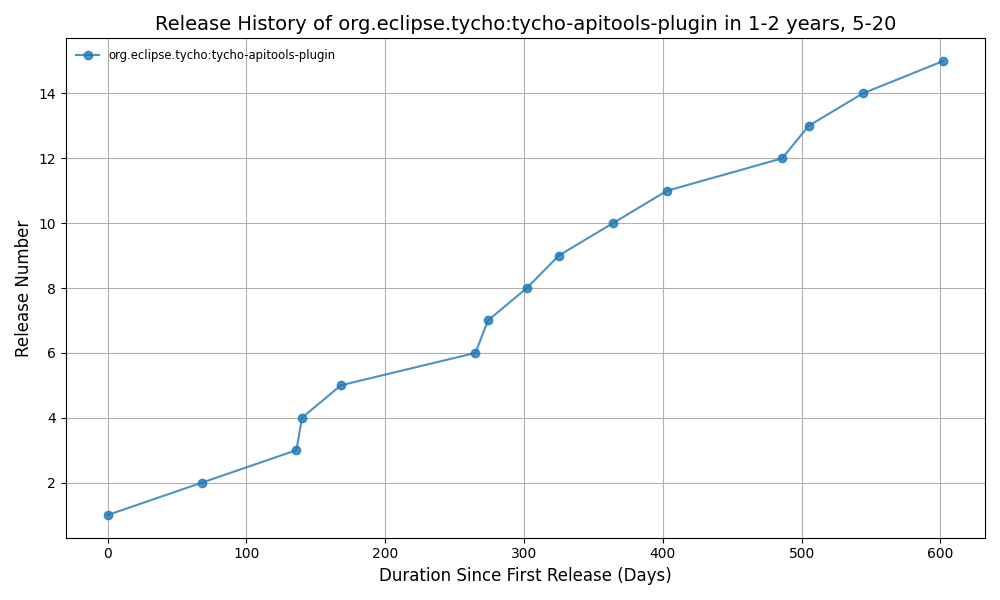 Release History of org.eclipse.tycho:tycho-apitools-plugin in 1-2 years, 5-20
org.eclipse.tycho:tycho-apitools-plugin
Release Number
14
12
10
8
6
4
2
0 100 200 300 400 500 600
Duration Since First Release (Days)